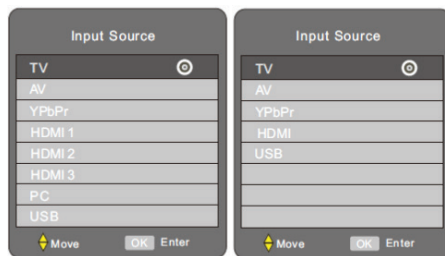 Input Source
TV
AV
YPbPr
HDMI 1
HDMI 2
HDMI 3
PC
USB
Move OK Enter
Input Source
TV
AV
YPbPr
HDMI
USB
Move OK Enter